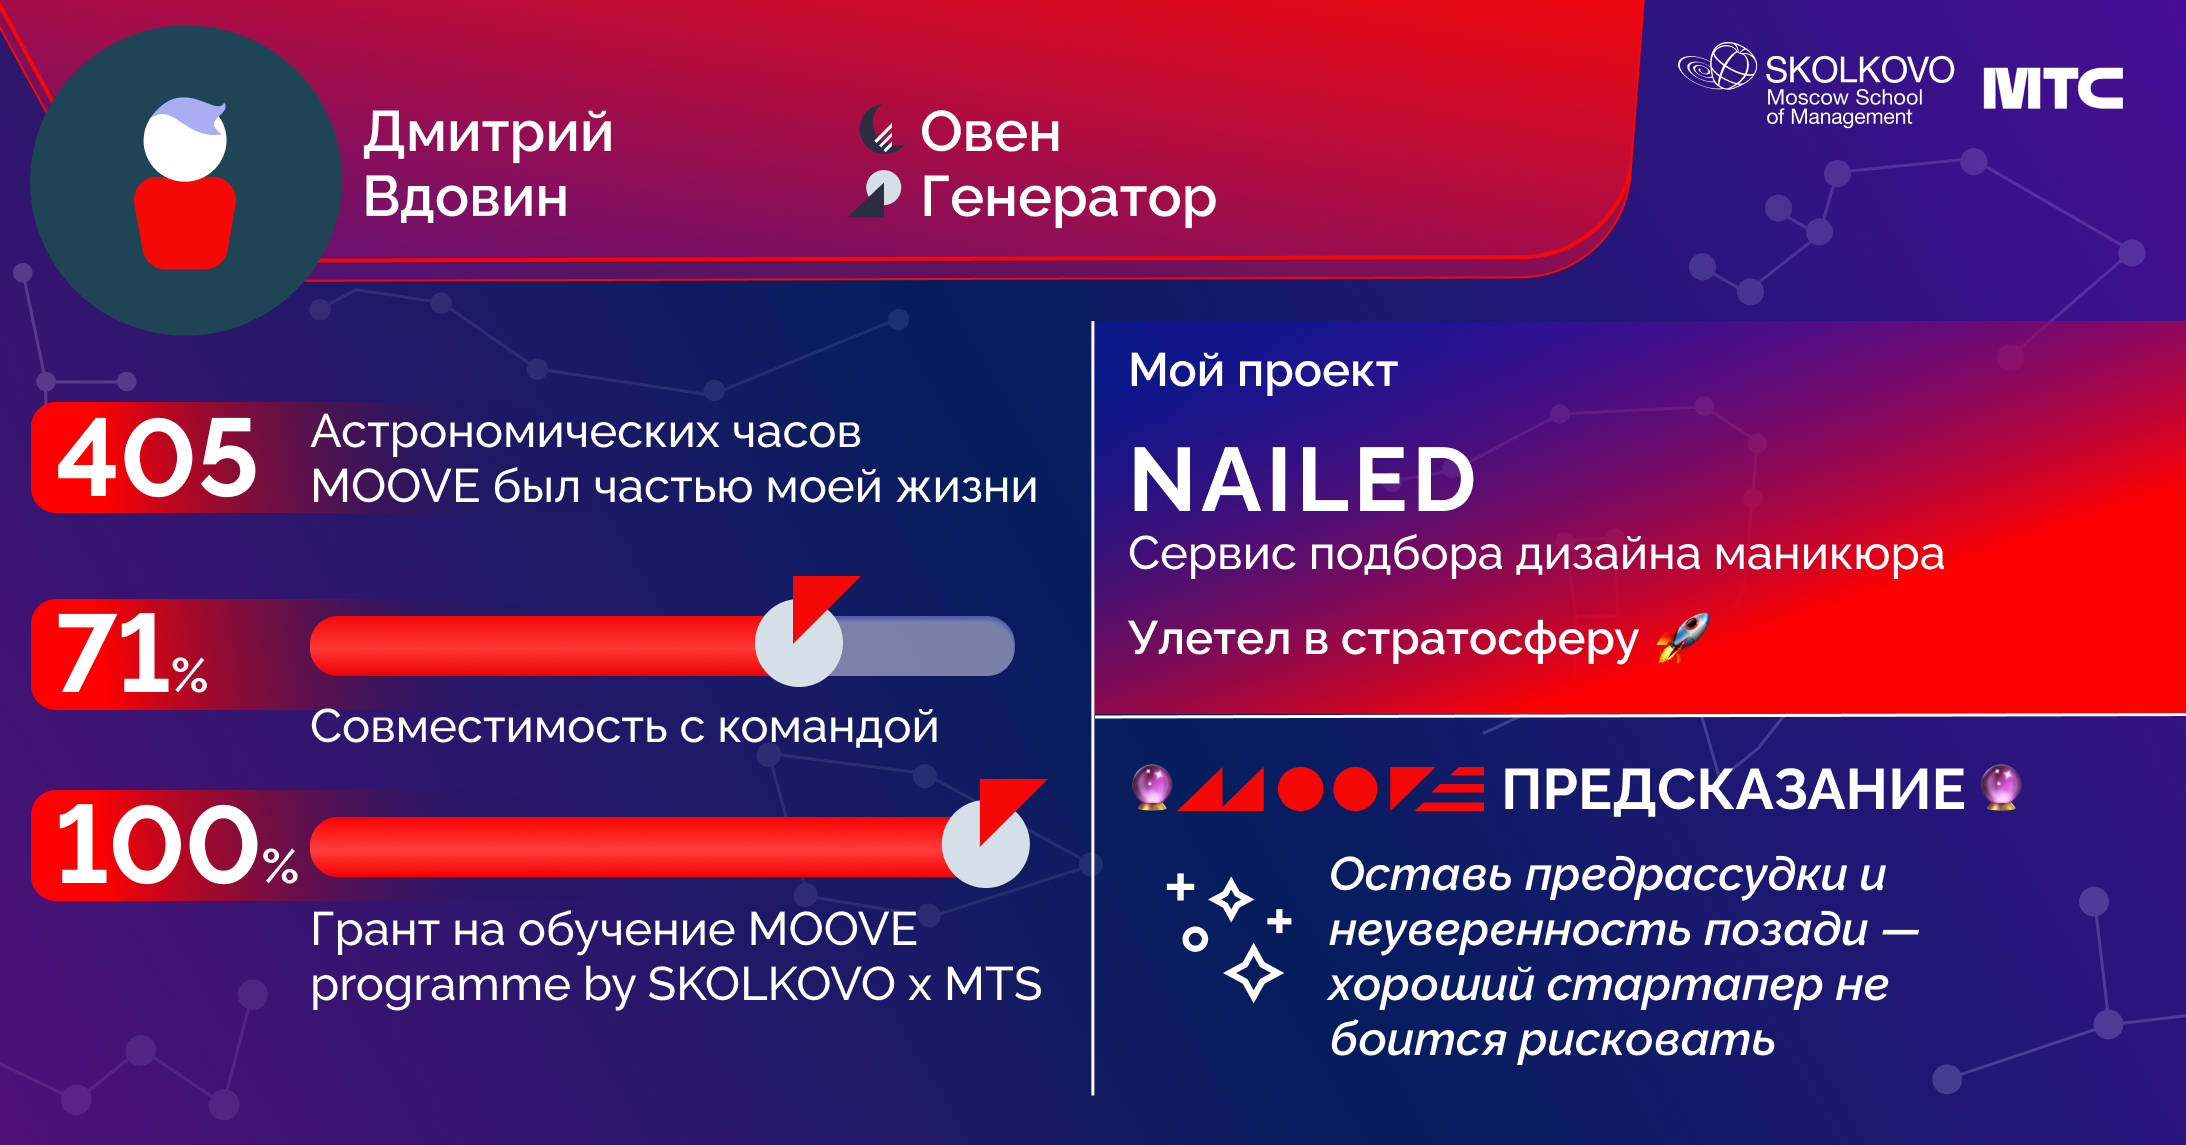 Дмитрий
Вдовин
Овен
Генератор
SKOLKOVO
Moscow School
of Management
МТС
405
Астрономических часов
MOOVE был частью моей жизни
71%
Совместимость с командой
100%
Грант на обучение MOOVE
programme by SKOLKOVO x MTS
Мой проект
NAILED
Сервис подбора дизайна маникюра
Улетел в стратосферу 🚀
🔮MOOVE ПРЕДСКАЗАНИЕ🔮
Оставь предрассудки и
неуверенность позади —
хороший стартапер не
боится рисковать